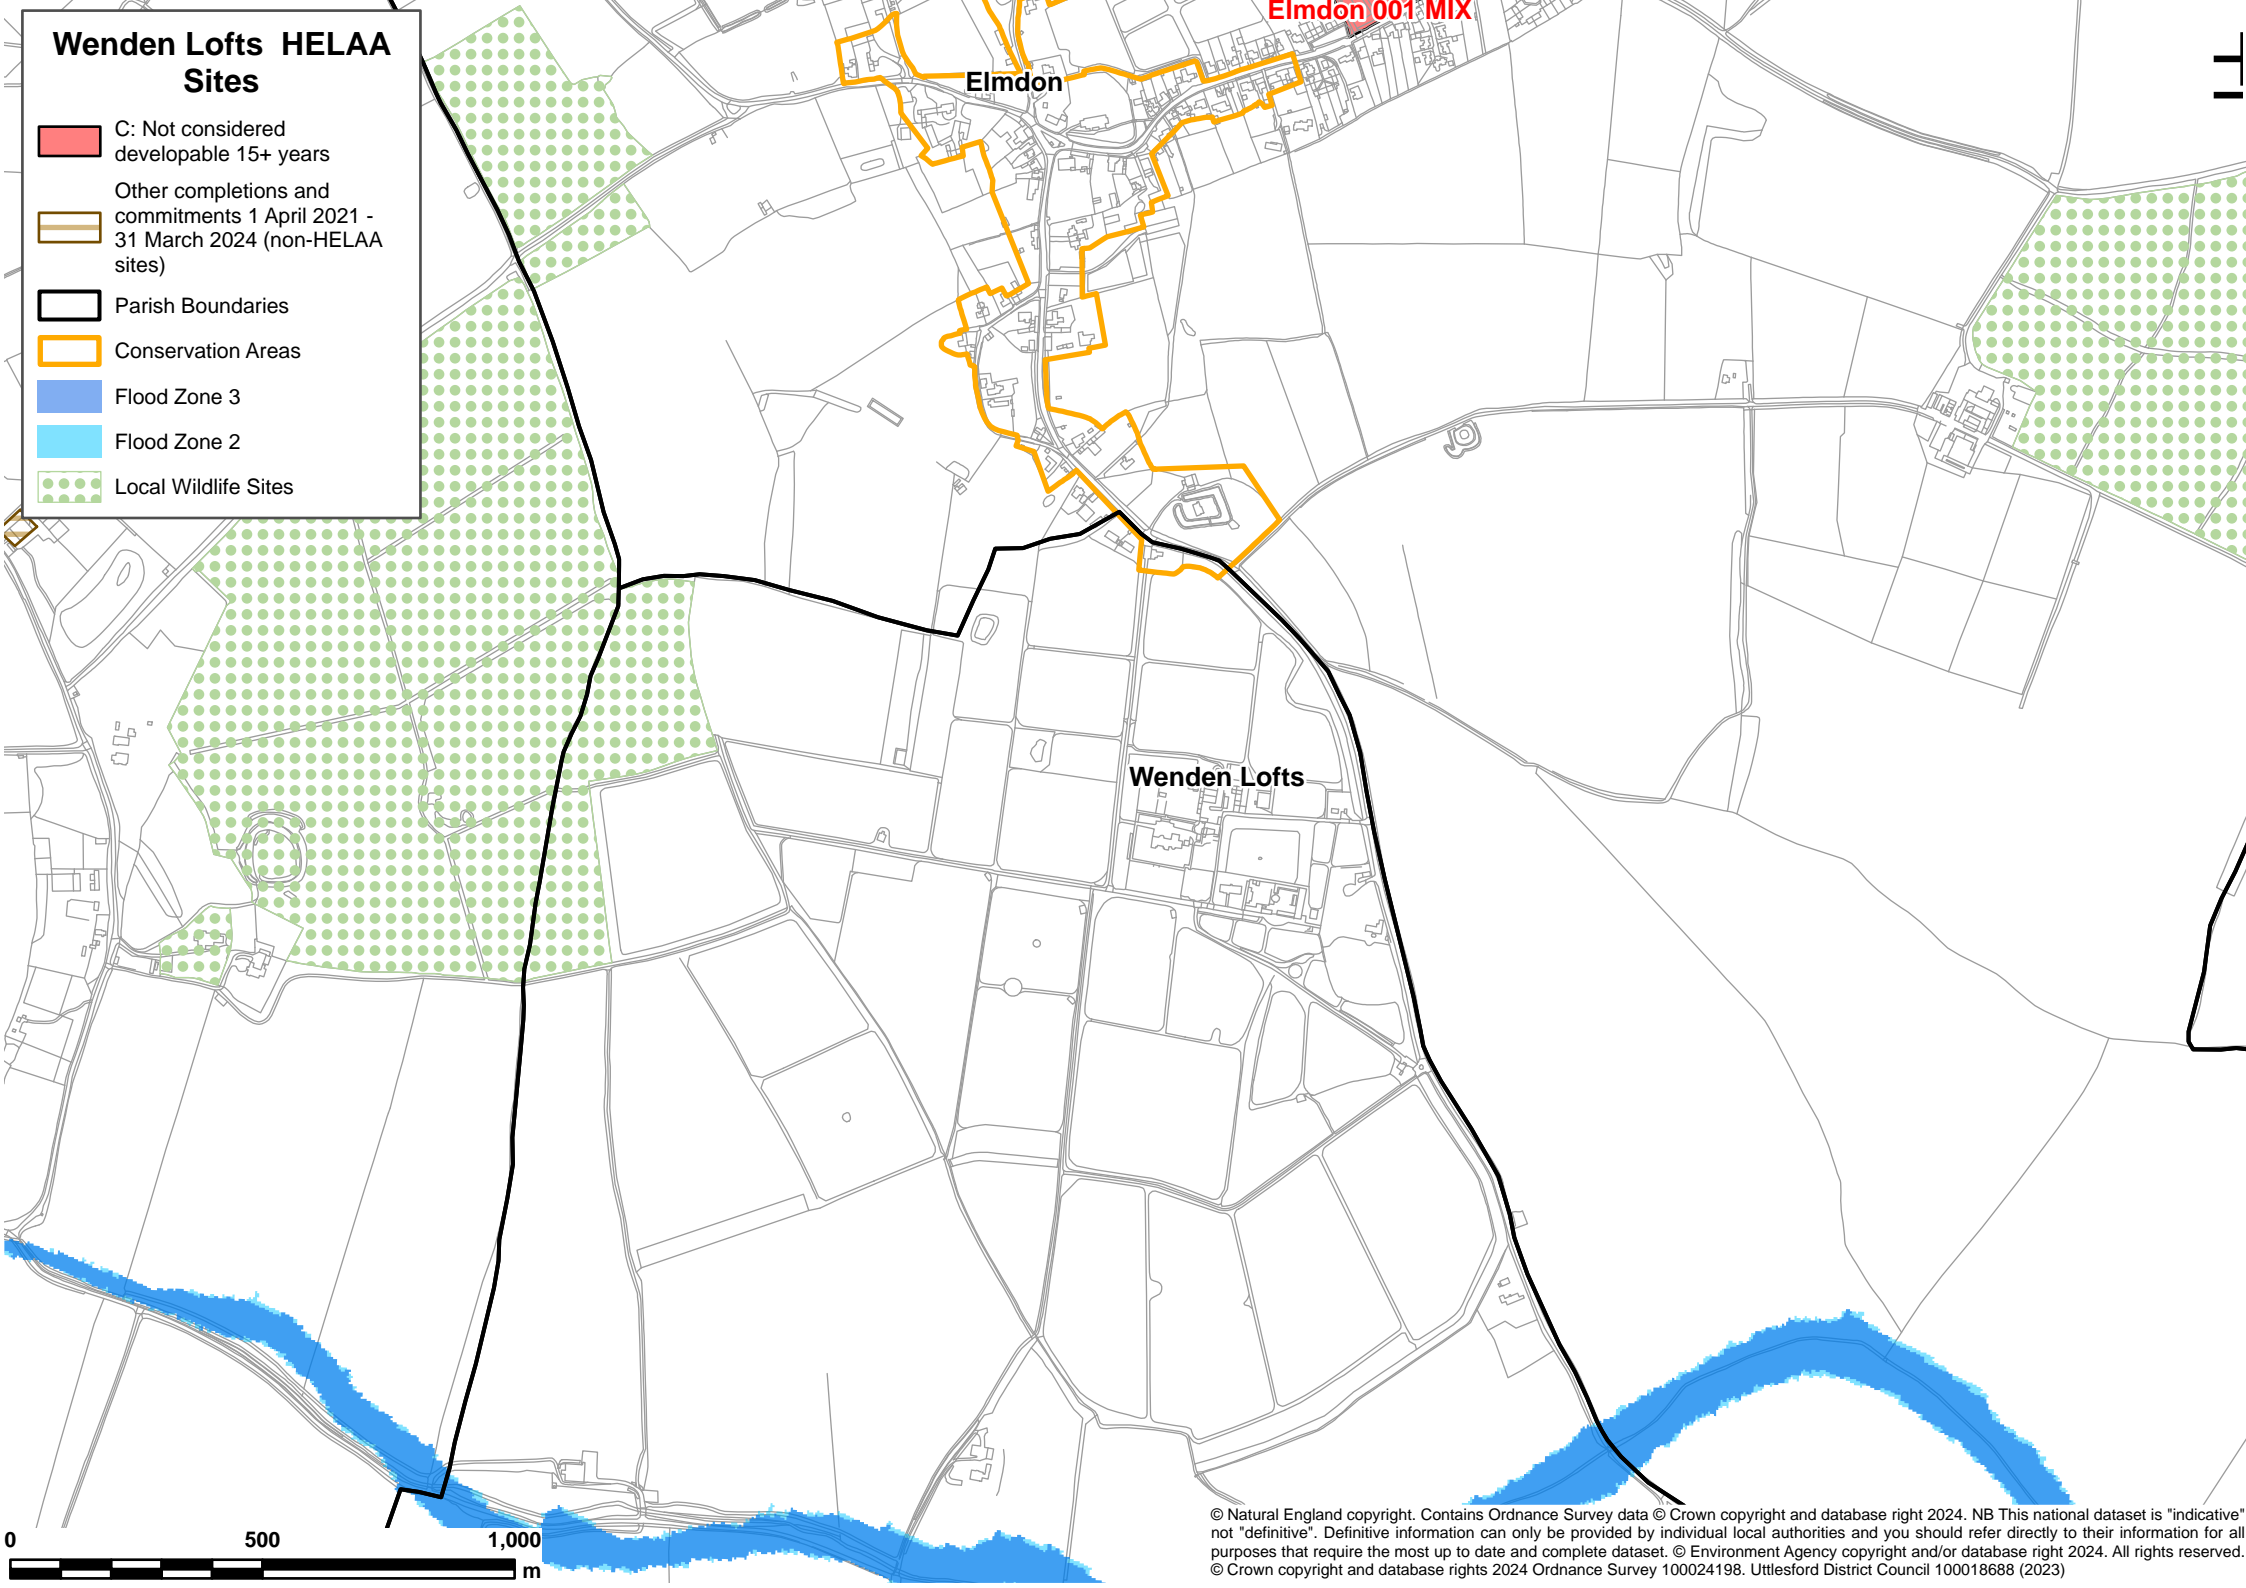 Wenden Lofts HELAA
Sites
C: Not considered
developable 15+ years
Other completions and
commitments 1 April 2021 -
31 March 2024 (non-HELAA
sites)
Parish Boundaries
Conservation Areas
Flood Zone 3
Flood Zone 2
Local Wildlife Sites
Elmdon 001 MIX
Elmdon
Wenden Lofts
0 500 1,000
m
© Natural England copyright. Contains Ordnance Survey data © Crown copyright and database right 2024. NB This national dataset is "indicative"
not "definitive". Definitive information can only be provided by individual local authorities and you should refer directly to their information for all
purposes that require the most up to date and complete dataset. © Environment Agency copyright and/or database right 2024. All rights reserved.
© Crown copyright and database rights 2024 Ordnance Survey 100024198. Uttlesford District Council 100018688 (2023)